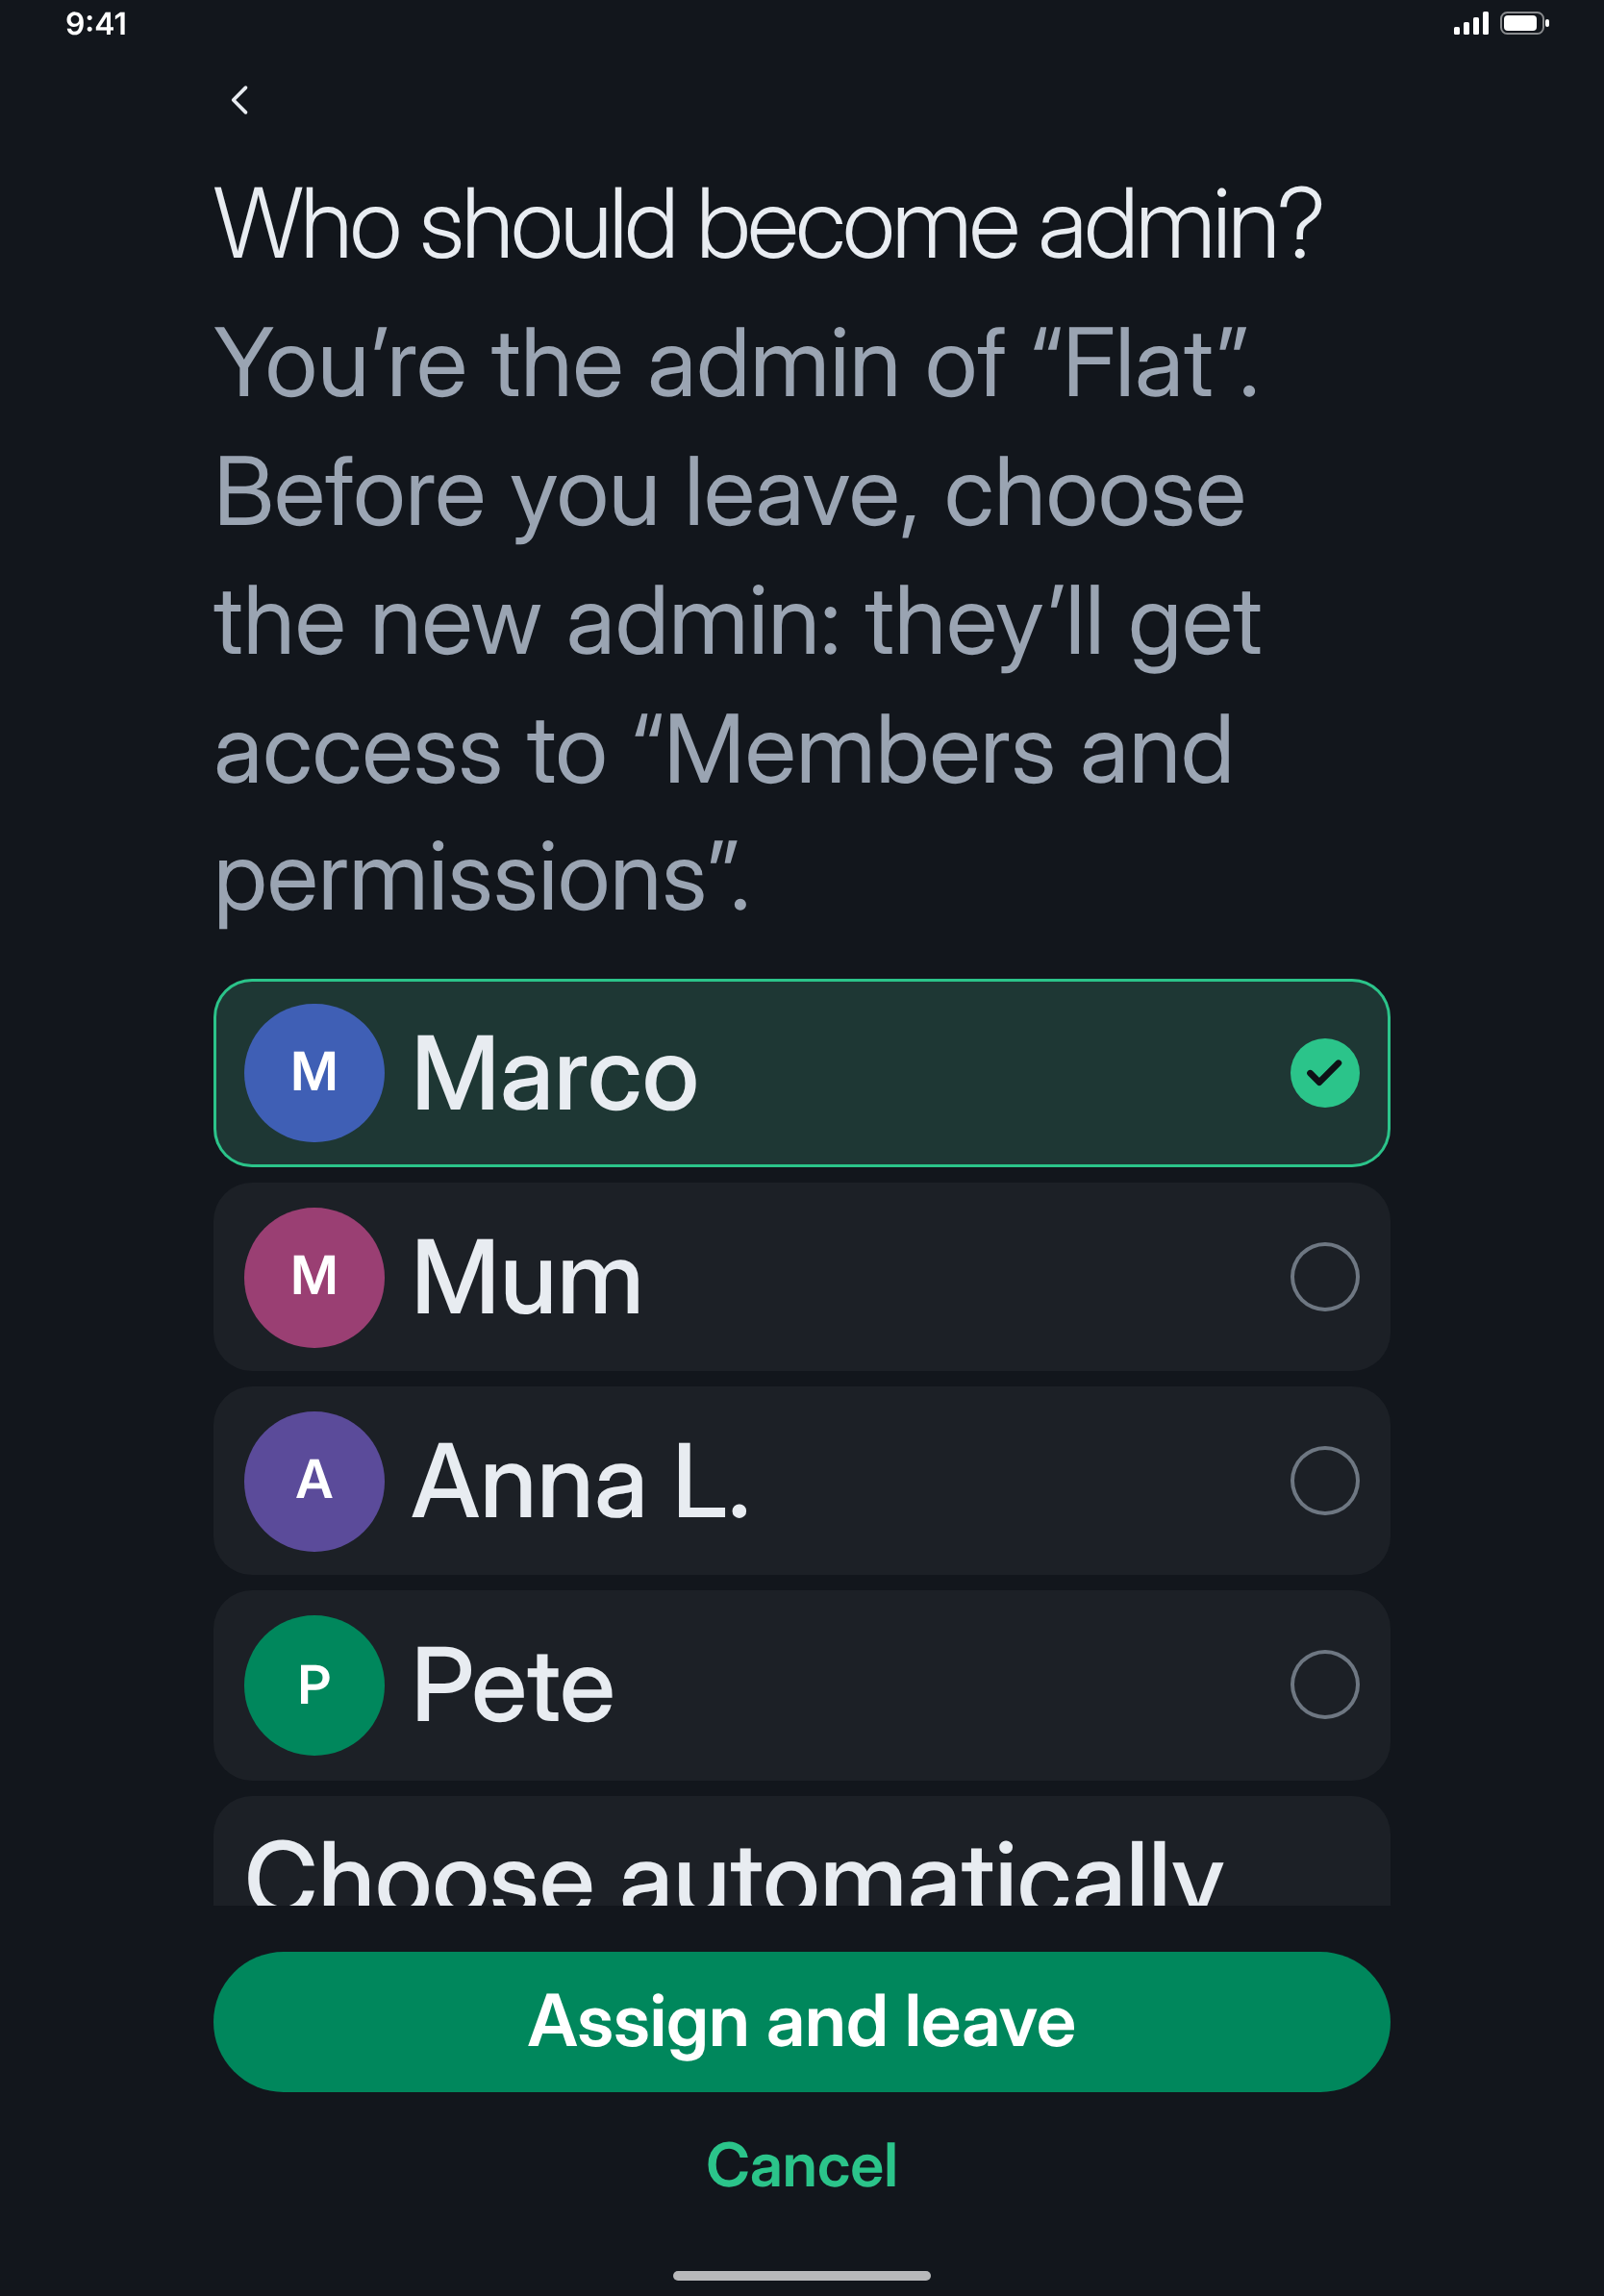 9:41
Who should become admin?
You’re the admin of “Flat”.
Before you leave, choose
the new admin: they’ll get
access to “Members and
permissions”.
M Marco
M Mum
A Anna L.
P Pete
Choose automatically
Assign and leave
Cancel